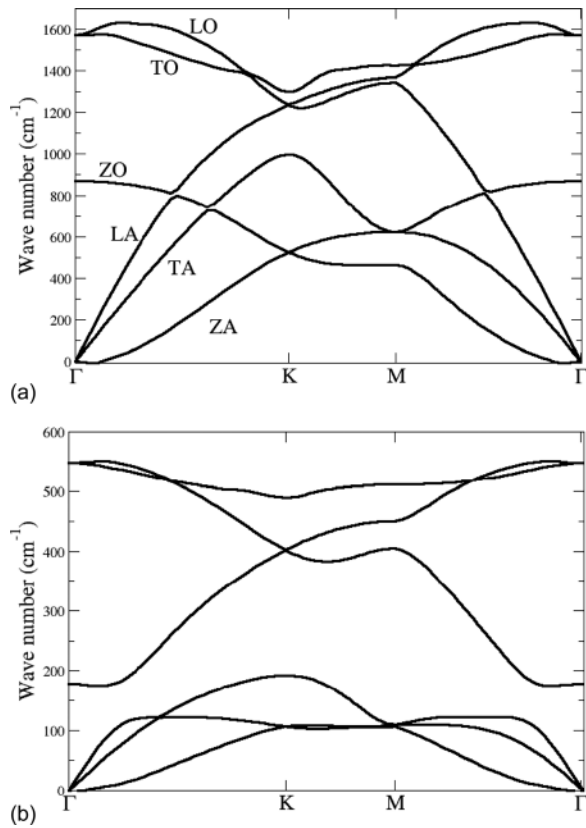 1600
1400
1200
1000
800
600
400
200
0
Wave number (cm⁻¹)
LO
TO
ZO
LA
TA
ZA
Γ K M Γ
(a)
600
500
400
300
200
100
0
Wave number (cm⁻¹)
Γ K M Γ
(b)